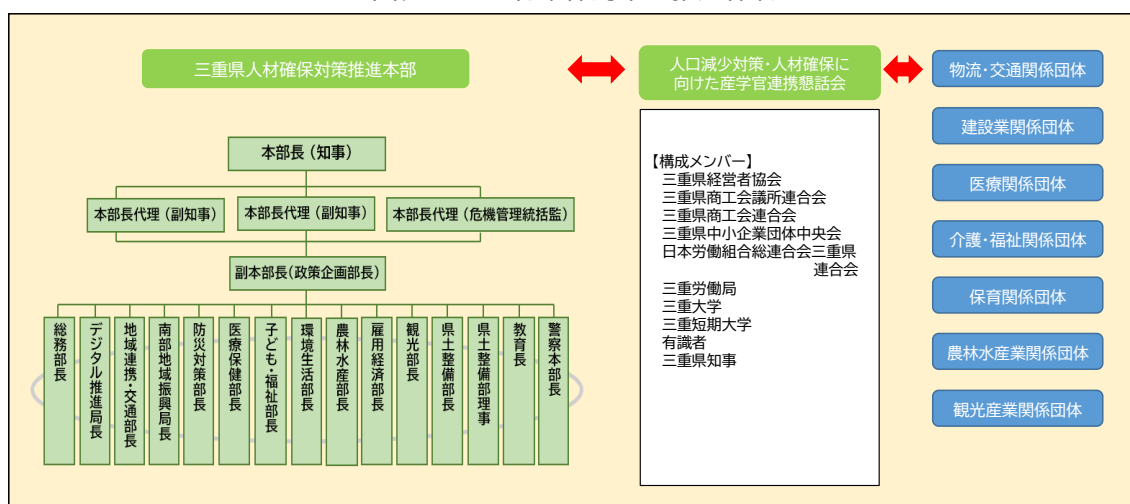 三重県人材確保対策推進本部
本部長（知事）
本部長代理（副知事）
本部長代理（副知事）
本部長代理（危機管理統括監）
副本部長（政策企画部長）
総務部長
デジタル推進局長
地域連携・交通部長
南部地域振興局長
防災対策部長
医療保健部長
子ども・福祉部長
環境生活部長
農林水産部長
雇用経済部長
観光部長
県土整備部長
県土整備部理事
教育長
警察本部長
人口減少対策・人材確保に
向けた産学官連携懇話会
【構成メンバー】
三重県経営者協会
三重県商工会議所連合会
三重県商工会連合会
三重県中小企業団体中央会
日本労働組合総連合会三重県
連合会
三重労働局
三重大学
三重短期大学
有識者
三重県知事
物流・交通関係団体
建設業関係団体
医療関係団体
介護・福祉関係団体
保育関係団体
農林水産業関係団体
観光産業関係団体